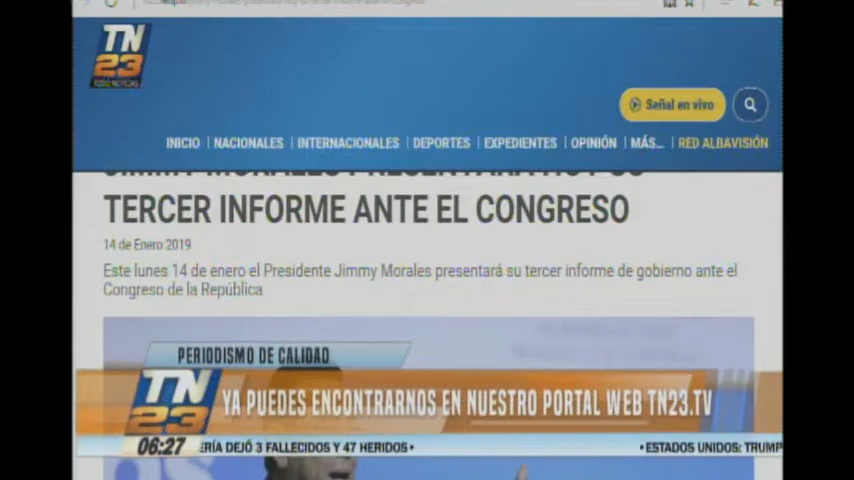 TN
23
Señal en vivo
INICIO | NACIONALES | INTERNACIONALES | DEPORTES | EXPEDIENTES | OPINIÓN | MÁS... | RED ALBAVISIÓN
TERCER INFORME ANTE EL CONGRESO
14 de Enero 2019
Este lunes 14 de enero el Presidente Jimmy Morales presentará su tercer informe de gobierno ante el
Congreso de la República
PERIODISMO DE CALIDAD
TN
23
YA PUEDES ENCONTRARNOS EN NUESTRO PORTAL WEB TN23.TV
06:27
ERÍA DEJÓ 3 FALLECIDOS Y 47 HERIDOS• •ESTADOS UNIDOS: TRUMP